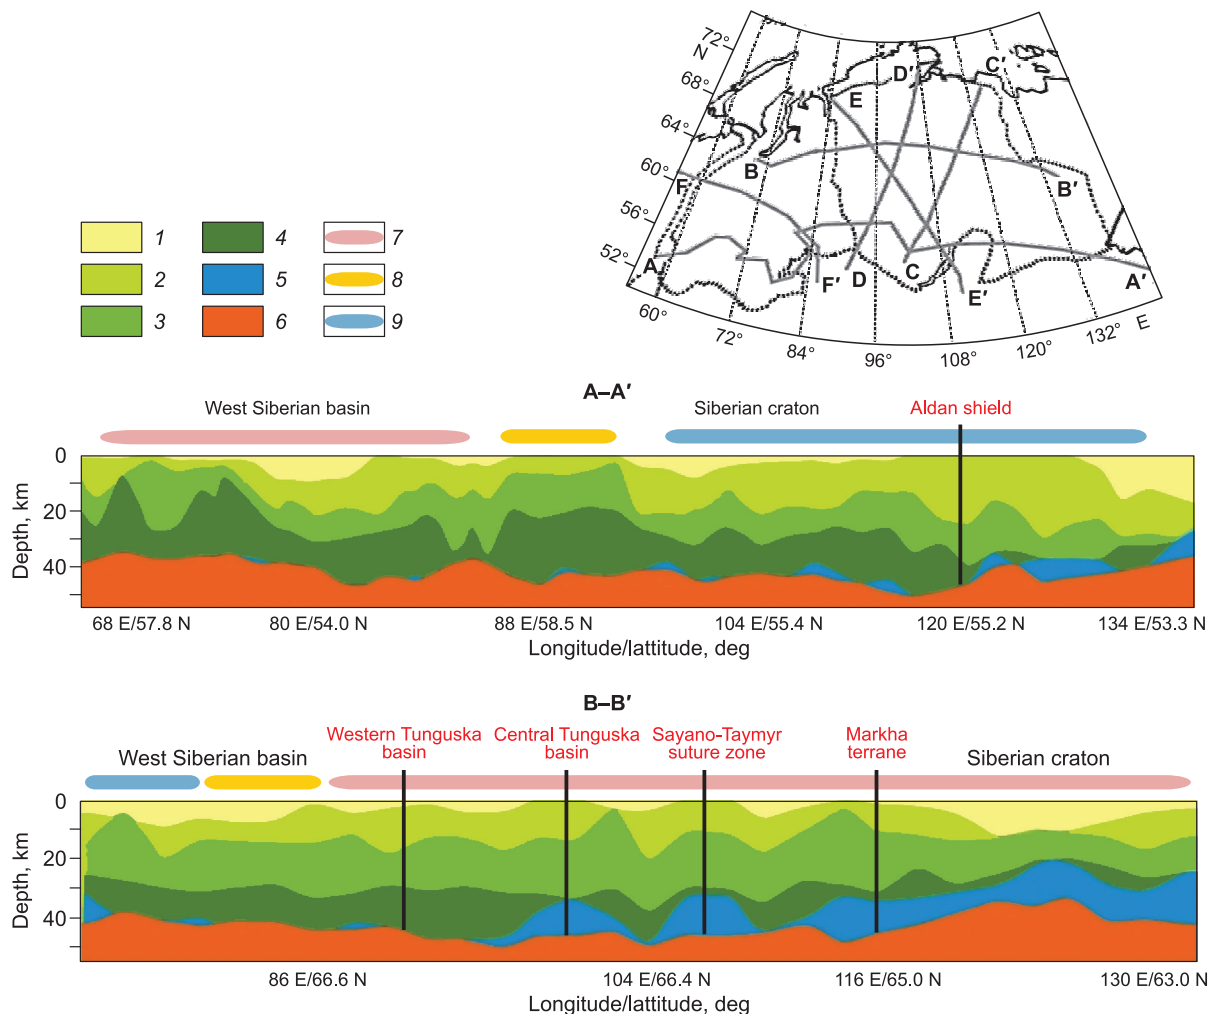 72°
N
68°
64°
60°
56°
52°
D′
C′
E
B
B′
F
A
F′
D
C
E′
A′
60°
72°
84°
96°
108°
120°
132°
E
1
4
7
2
5
8
3
6
9
A–A′
West Siberian basin
Siberian craton
Aldan shield
Depth, km
0
20
40
68 E/57.8 N
80 E/54.0 N
88 E/58.5 N
104 E/55.4 N
120 E/55.2 N
134 E/53.3 N
Longitude/lattitude, deg
B–B′
West Siberian basin
Western Tunguska
basin
Central Tunguska
basin
Sayano-Taymyr
suture zone
Markha
terrane
Siberian craton
Depth, km
0
20
40
86 E/66.6 N
104 E/66.4 N
116 E/65.0 N
130 E/63.0 N
Longitude/lattitude, deg